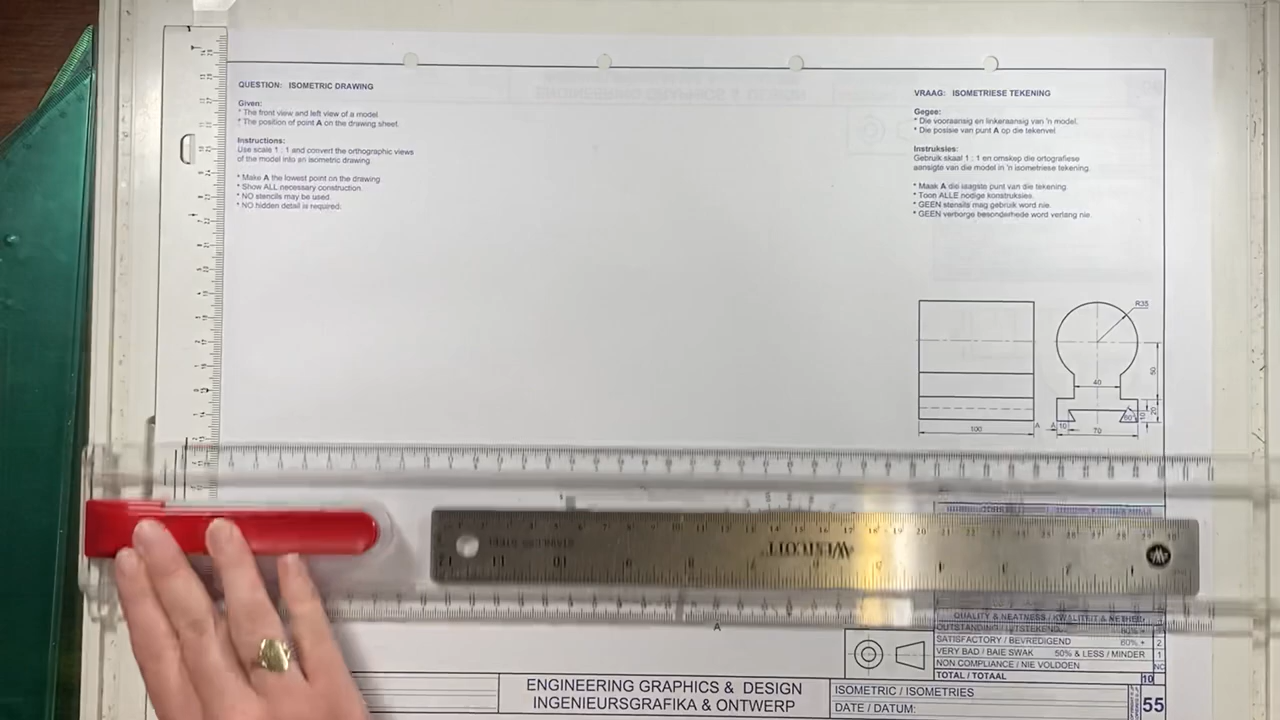 QUESTION: ISOMETRIC DRAWING
Given:
* The front view and left view of a model
* The position of point A on the drawing sheet.
Instructions:
Use scale 1 : 1 and convert the orthographic views
of the model into an isometric drawing.
* Make A the lowest point on the drawing
* Show ALL necessary construction.
* NO stencils may be used.
* NO hidden detail is required.
VRAAG: ISOMETRIESE TEKENING
Gegee:
* Die vooraansig en linkeraansig van 'n model.
* Die posisie van punt A op die tekenvel
Instruksies:
Gebruik skaal 1 : 1 en omskep die ortografiese
aansigte van die model in 'n isometriese tekening.
* Maak A die laagste punt van die tekening.
* Toon ALLE nodige konstruksies.
* GEEN stensils mag gebruik word nie.
* GEEN verborge besonderhede word verlang nie.
R35
50
40
20
10
60°
10
A
A
100
70
WESTCOTT
A
QUALITY & NEATNESS / KWALITEIT & NETHEID
OUTSTANDING / UITSTEKEND 80% +
SATISFACTORY / BEVREDIGEND 60% + 2
VERY BAD / BAIE SWAK 50% & LESS / MINDER 1
NON COMPLIANCE / NIE VOLDOEN NC
TOTAL / TOTAAL 10
ENGINEERING GRAPHICS & DESIGN
INGENIEURSGRAFIKA & ONTWERP
ISOMETRIC / ISOMETRIES
DATE / DATUM:
55